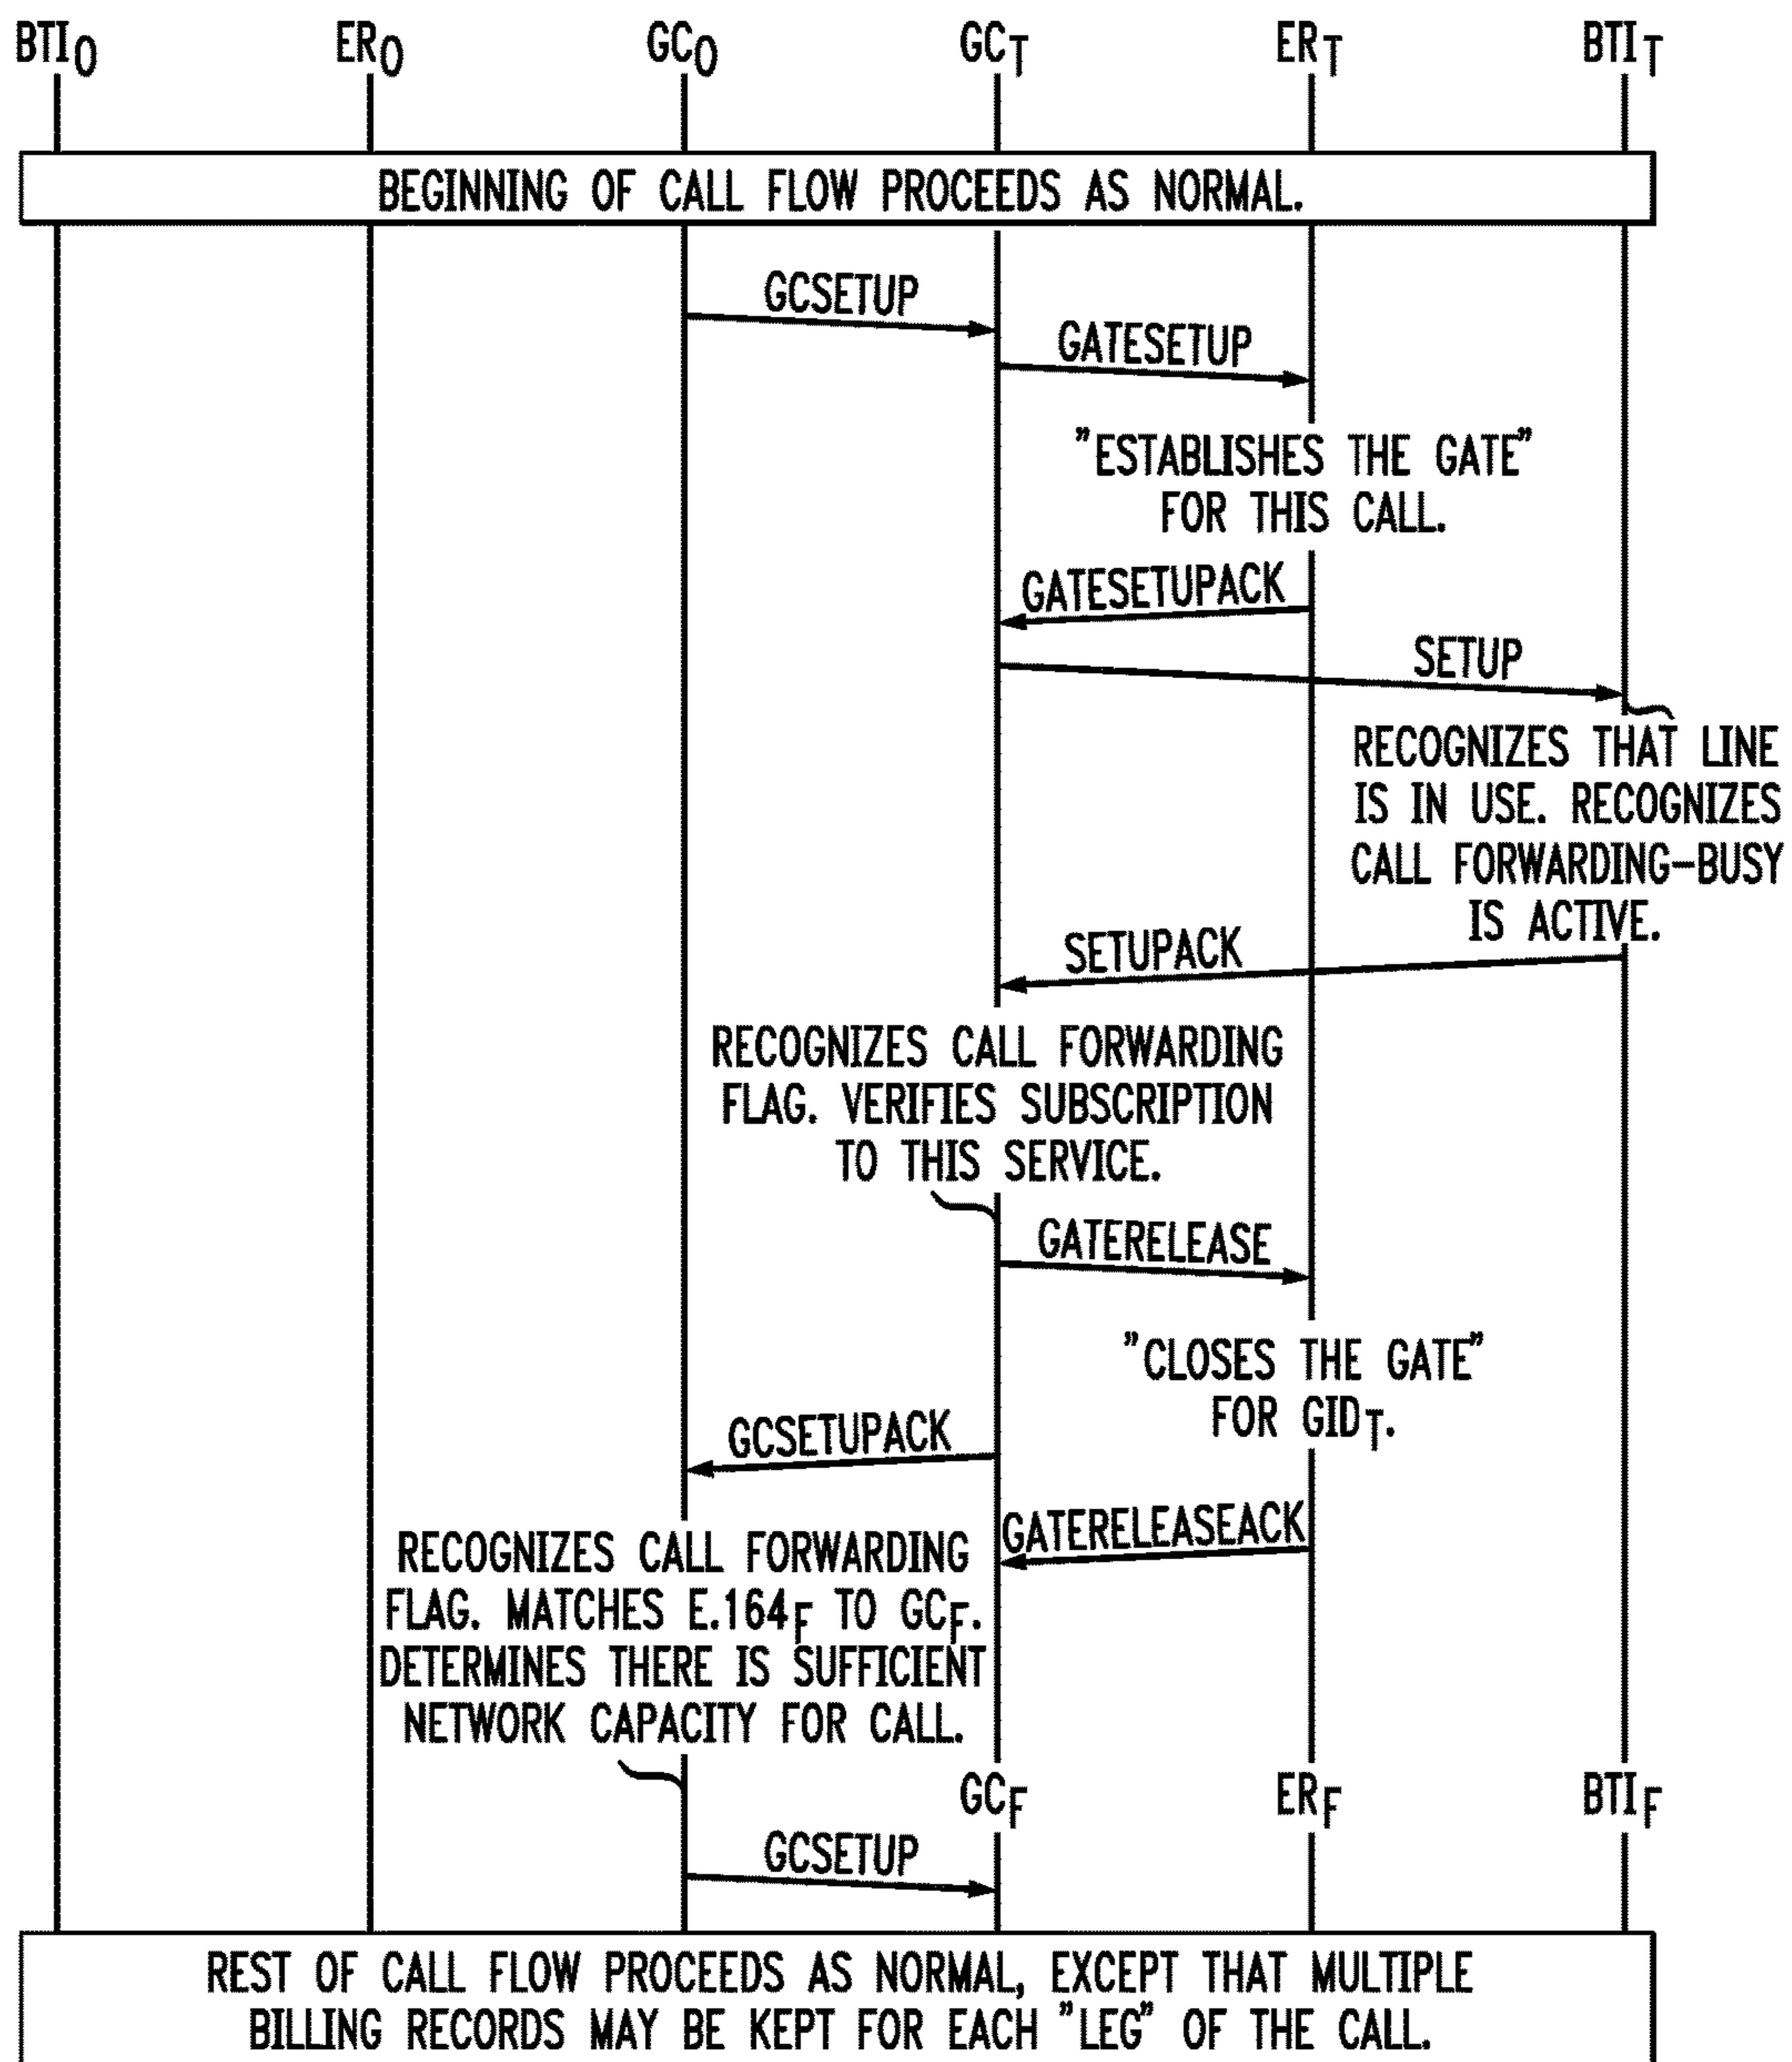 BTIO ERO GCO GCT ERT BTIT
BEGINNING OF CALL FLOW PROCEEDS AS NORMAL.
GCSETUP
GATESETUP
"ESTABLISHES THE GATE"
FOR THIS CALL.
GATESETUPACK
SETUP
RECOGNIZES THAT LINE
IS IN USE. RECOGNIZES
CALL FORWARDING-BUSY
IS ACTIVE.
SETUPACK
RECOGNIZES CALL FORWARDING
FLAG. VERIFIES SUBSCRIPTION
TO THIS SERVICE.
GATERELEASE
"CLOSES THE GATE"
FOR GIDT.
GCSETUPACK
GATERELEASEACK
RECOGNIZES CALL FORWARDING
FLAG. MATCHES E.164F TO GCF.
DETERMINES THERE IS SUFFICIENT
NETWORK CAPACITY FOR CALL.
GCF ERF BTIF
GCSETUP
REST OF CALL FLOW PROCEEDS AS NORMAL, EXCEPT THAT MULTIPLE
BILLING RECORDS MAY BE KEPT FOR EACH "LEG" OF THE CALL.